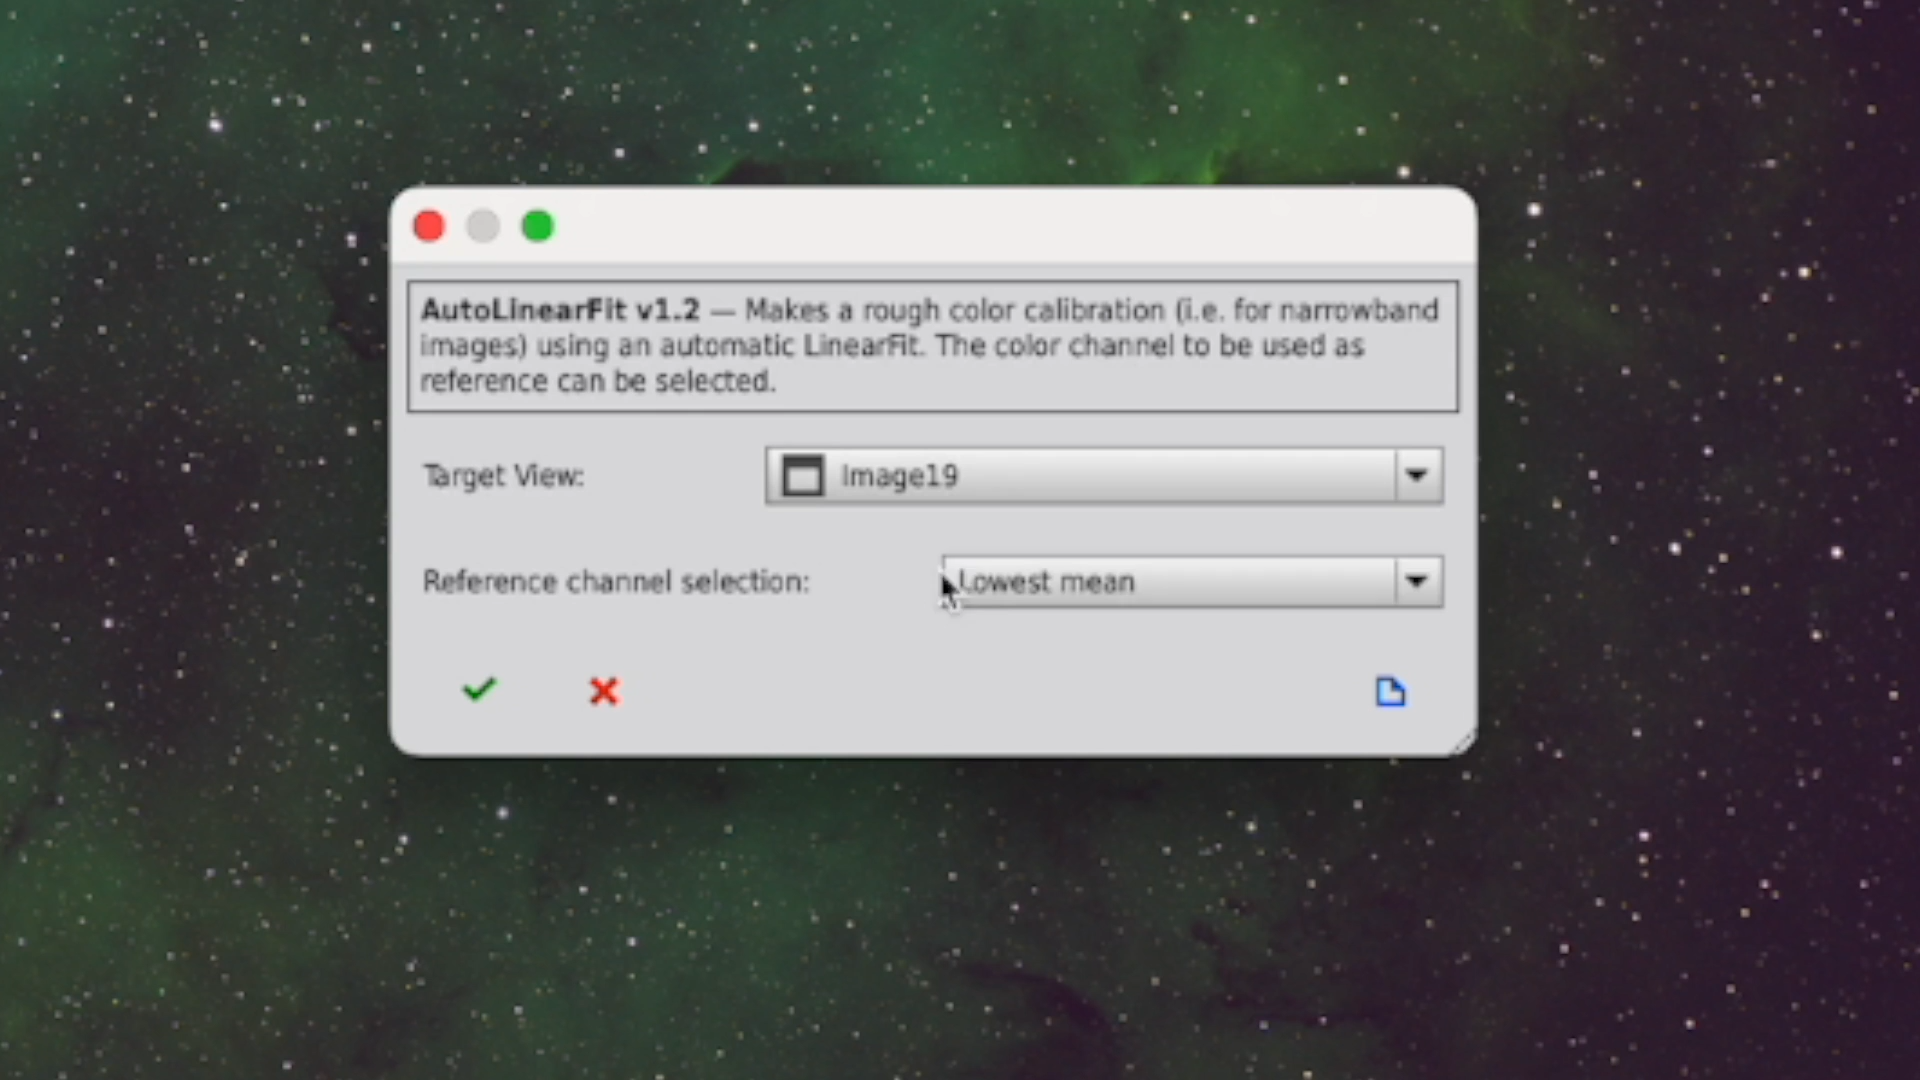 AutoLinearFit v1.2 — Makes a rough color calibration (i.e. for narrowband
images) using an automatic LinearFit. The color channel to be used as
reference can be selected.
Target View: Image19
Reference channel selection: Lowest mean